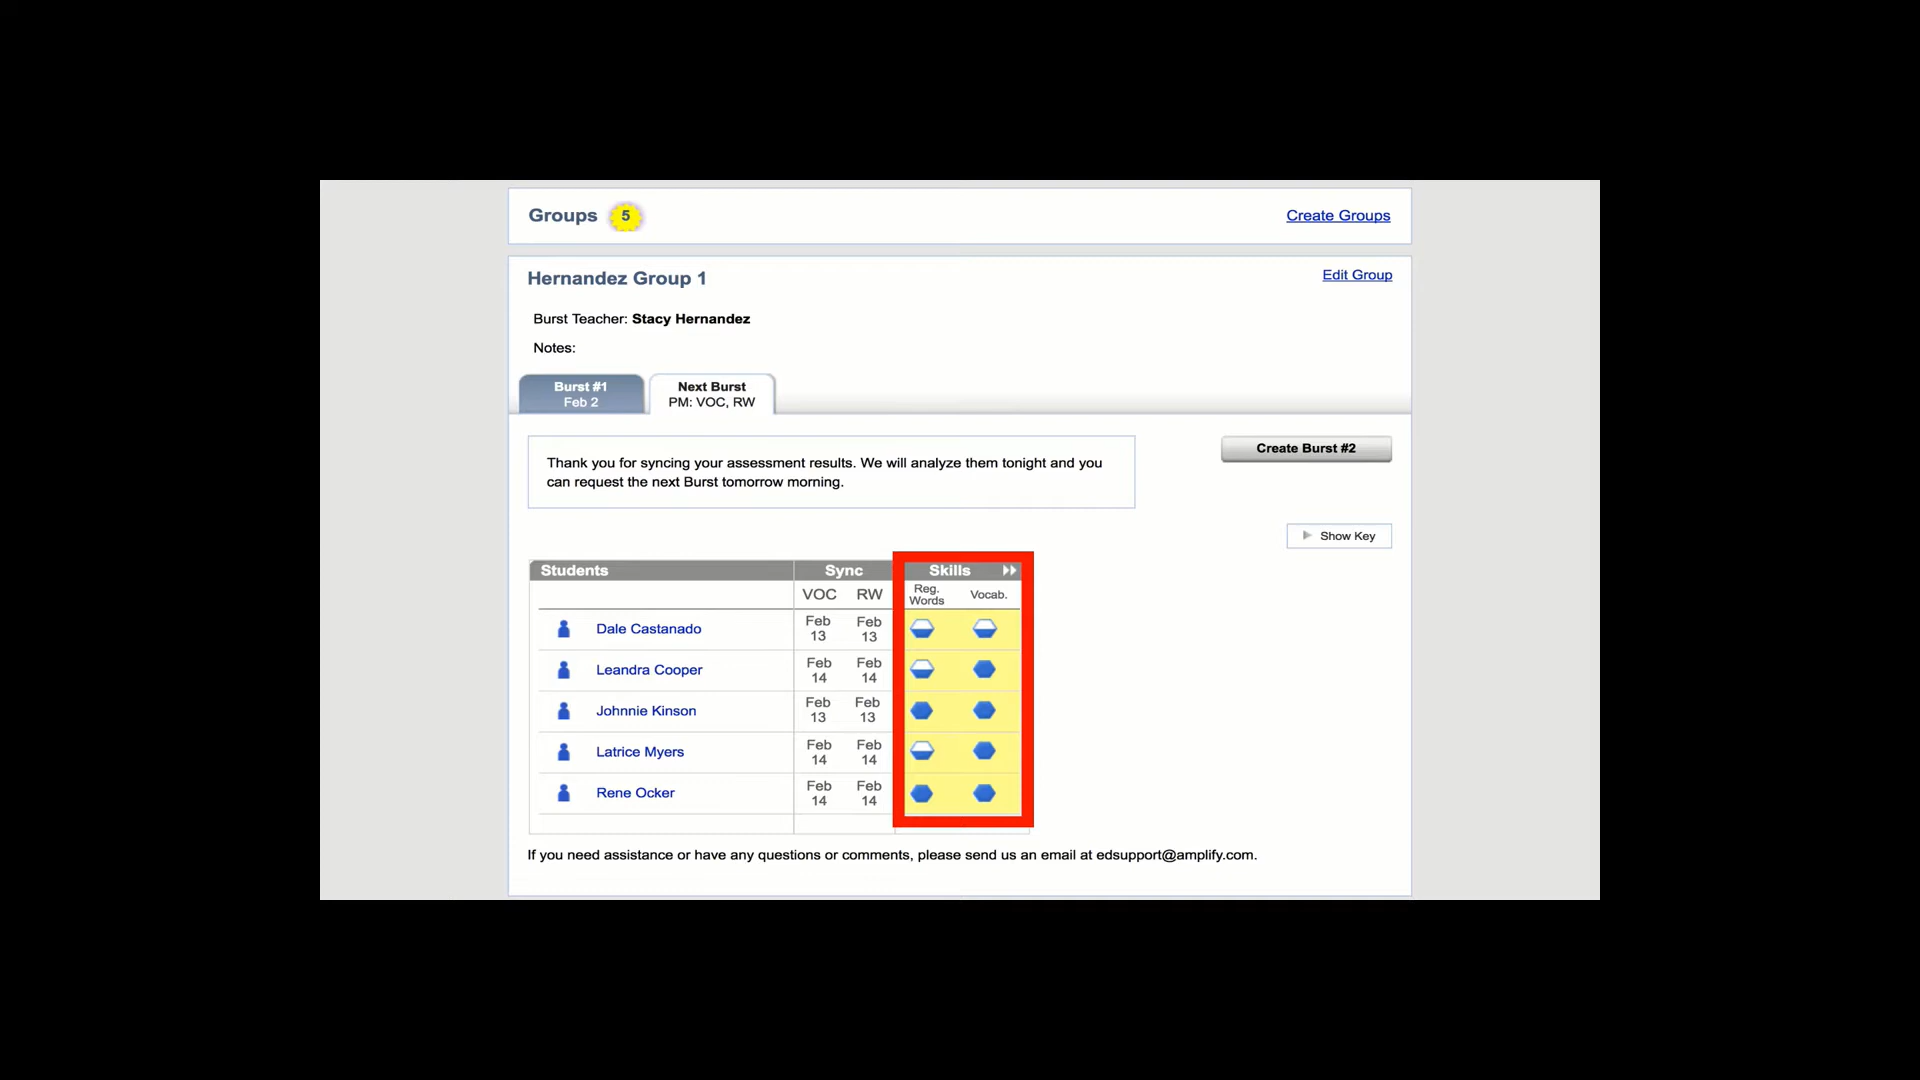 Groups 5 Create Groups
Hernandez Group 1 Edit Group
Burst Teacher: Stacy Hernandez
Notes:
Burst #1 Next Burst
Feb 2 PM: VOC, RW
Create Burst #2
Thank you for syncing your assessment results. We will analyze them tonight and you
can request the next Burst tomorrow morning.
Show Key
Students Sync Skills
VOC RW Reg. Words Vocab.
Dale Castanado Feb 13 Feb 13
Leandra Cooper Feb 14 Feb 14
Johnnie Kinson Feb 13 Feb 13
Latrice Myers Feb 14 Feb 14
Rene Ocker Feb 14 Feb 14
If you need assistance or have any questions or comments, please send us an email at edsupport@amplify.com.